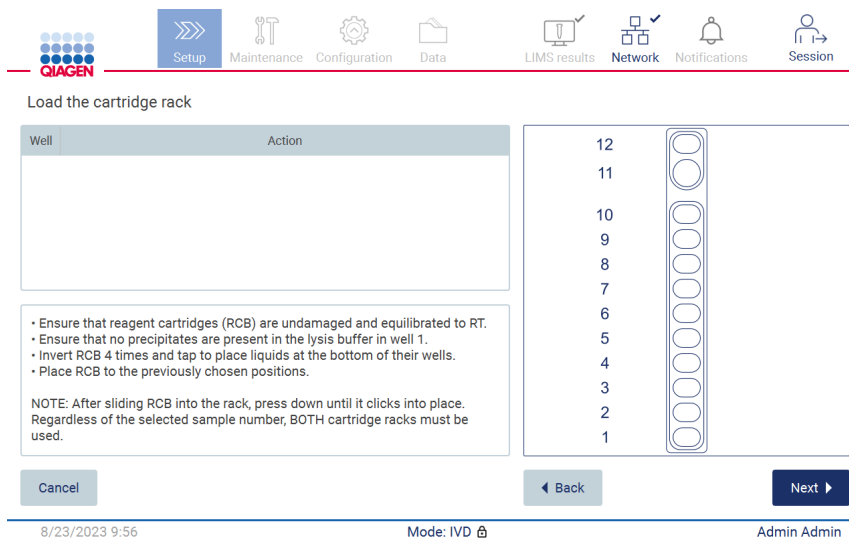 QIAGEN
Setup
Maintenance
Configuration
Data
LIMS results
Network
Notifications
Session
Load the cartridge rack
Well
Action
• Ensure that reagent cartridges (RCB) are undamaged and equilibrated to RT.
• Ensure that no precipitates are present in the lysis buffer in well 1.
• Invert RCB 4 times and tap to place liquids at the bottom of their wells.
• Place RCB to the previously chosen positions.
NOTE: After sliding RCB into the rack, press down until it clicks into place.
Regardless of the selected sample number, BOTH cartridge racks must be
used.
12
11
10
9
8
7
6
5
4
3
2
1
Cancel
Back
Next
8/23/2023 9:56
Mode: IVD
Admin Admin